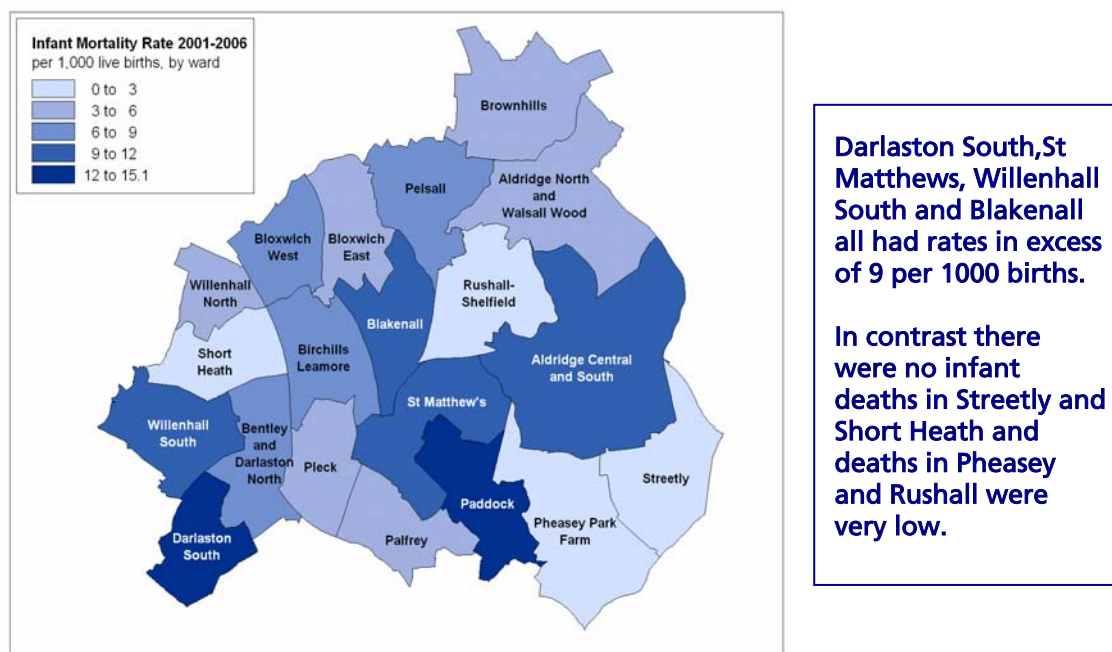 Infant Mortality Rate 2001-2006
per 1,000 live births, by ward
0 to 3
3 to 6
6 to 9
9 to 12
12 to 15.1
Brownhills
Pelsall
Aldridge North
and
Walsall Wood
Bloxwich
West
Bloxwich
East
Willenhall
North
Rushall-
Shelfield
Blakenall
Short
Heath
Birchills
Leamore
Aldridge Central
and South
St Matthew's
Willenhall
South
Bentley
and
Darlaston
North
Pleck
Streetly
Paddock
Pheasey Park
Farm
Darlaston
South
Palfrey
Darlaston South,St
Matthews, Willenhall
South and Blakenall
all had rates in excess
of 9 per 1000 births.
In contrast there
were no infant
deaths in Streetly and
Short Heath and
deaths in Pheasey
and Rushall were
very low.